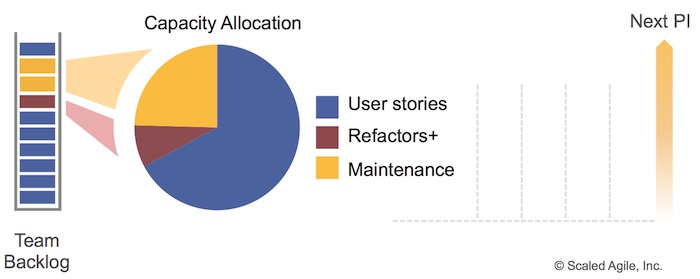 Capacity Allocation
Next PI
User stories
Refactors+
Maintenance
Team
Backlog
© Scaled Agile, Inc.